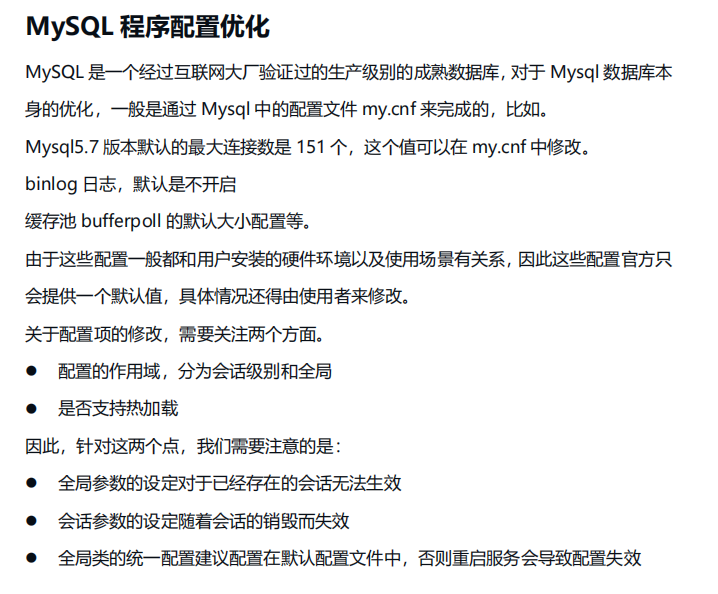 MySQL 程序配置优化
MySQL 是一个经过互联网大厂验证过的生产级别的成熟数据库，对于 Mysql 数据库本
身的优化，一般是通过 Mysql 中的配置文件 my.cnf 来完成的，比如。
Mysql5.7 版本默认的最大连接数是 151 个，这个值可以在 my.cnf 中修改。
binlog 日志，默认是不开启
缓存池 bufferpoll 的默认大小配置等。
由于这些配置一般都和用户安装的硬件环境以及使用场景有关系，因此这些配置官方只
会提供一个默认值，具体情况还得由使用者来修改。
关于配置项的修改，需要关注两个方面。
● 配置的作用域，分为会话级别和全局
● 是否支持热加载
因此，针对这两个点，我们需要注意的是：
● 全局参数的设定对于已经存在的会话无法生效
● 会话参数的设定随着会话的销毁而失效
● 全局类的统一配置建议配置在默认配置文件中，否则重启服务会导致配置失效